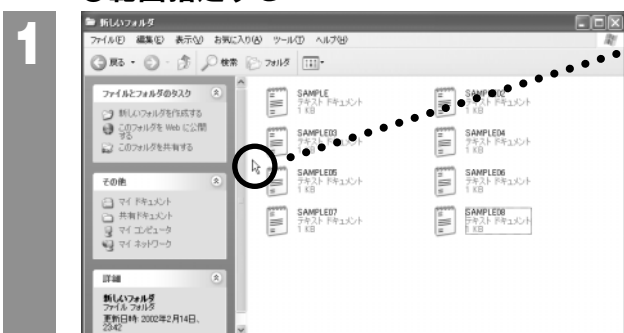 1
新しいフォルダ
ファイル(F) 編集(E) 表示(V) お気に入り(A) ツール(T) ヘルプ(H)
戻る 検索 フォルダ
ファイルとフォルダのタスク
新しいフォルダを作成する
このフォルダを Web に公開
する
このフォルダを共有する
その他
マイ ドキュメント
共有ドキュメント
マイ コンピュータ
マイ ネットワーク
詳細
新しいフォルダ
ファイル フォルダ
更新日時: 2002年2月14日、
23:42
SAMPLE
テキスト ドキュメント
1 KB
テキスト ドキュメント
1 KB
SAMPLE03
テキスト ドキュメント
1 KB
SAMPLE04
テキスト ドキュメント
1 KB
SAMPLE05
テキスト ドキュメント
1 KB
SAMPLE06
テキスト ドキュメント
1 KB
SAMPLE07
テキスト ドキュメント
1 KB
SAMPLE08
テキスト ドキュメント
1 KB